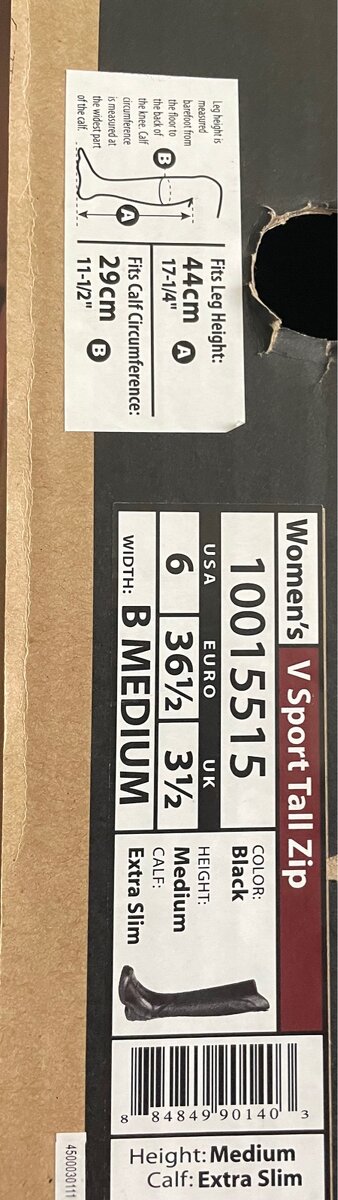 Leg height is
measured
barefoot from
the floor to
the back of
the knee. Calf
circumference
is measured at
the widest part
of the calf.
B
A
Fits Leg Height:
44cm A
17-1/4"
Fits Calf Circumference:
29cm B
11-1/2"
Women's V Sport Tall Zip
10015515
USA EURO UK
6 36½ 3½
WIDTH: B MEDIUM
COLOR:
Black
HEIGHT:
Medium
CALF:
Extra Slim
8 84849 90140 3
Height: Medium
Calf: Extra Slim
4500030111